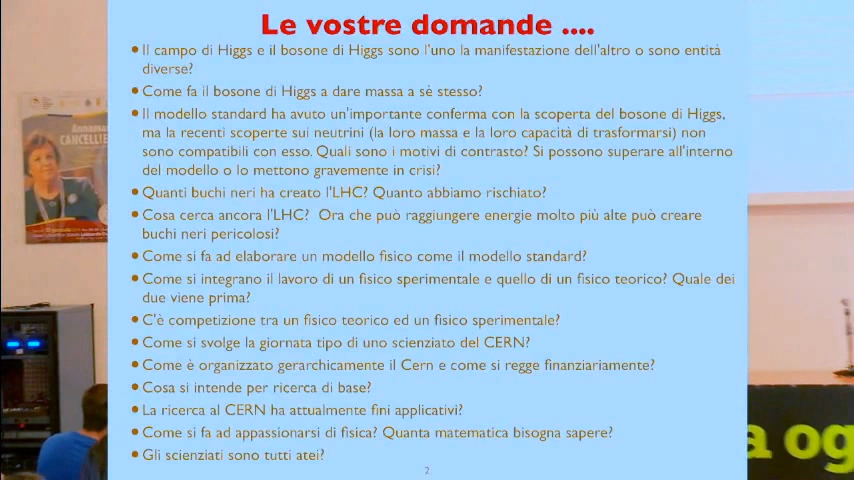 Le vostre domande ....
• Il campo di Higgs e il bosone di Higgs sono l'uno la manifestazione dell'altro o sono entità
diverse?
• Come fa il bosone di Higgs a dare massa a sè stesso?
• Il modello standard ha avuto un'importante conferma con la scoperta del bosone di Higgs,
ma la recenti scoperte sui neutrini (la loro massa e la loro capacità di trasformarsi) non
sono compatibili con esso. Quali sono i motivi di contrasto? Si possono superare all'interno
del modello o lo mettono gravemente in crisi?
• Quanti buchi neri ha creato l'LHC? Quanto abbiamo rischiato?
• Cosa cerca ancora l'LHC? Ora che può raggiungere energie molto più alte può creare
buchi neri pericolosi?
• Come si fa ad elaborare un modello fisico come il modello standard?
• Come si integrano il lavoro di un fisico sperimentale e quello di un fisico teorico? Quale dei
due viene prima?
• C'è competizione tra un fisico teorico ed un fisico sperimentale?
• Come si svolge la giornata tipo di uno scienziato del CERN?
• Come è organizzato gerarchicamente il Cern e come si regge finanziariamente?
• Cosa si intende per ricerca di base?
• La ricerca al CERN ha attualmente fini applicativi?
• Come si fa ad appassionarsi di fisica? Quanta matematica bisogna sapere?
• Gli scienziati sono tutti atei?
2
Annamaria
CANCELLIE
a og